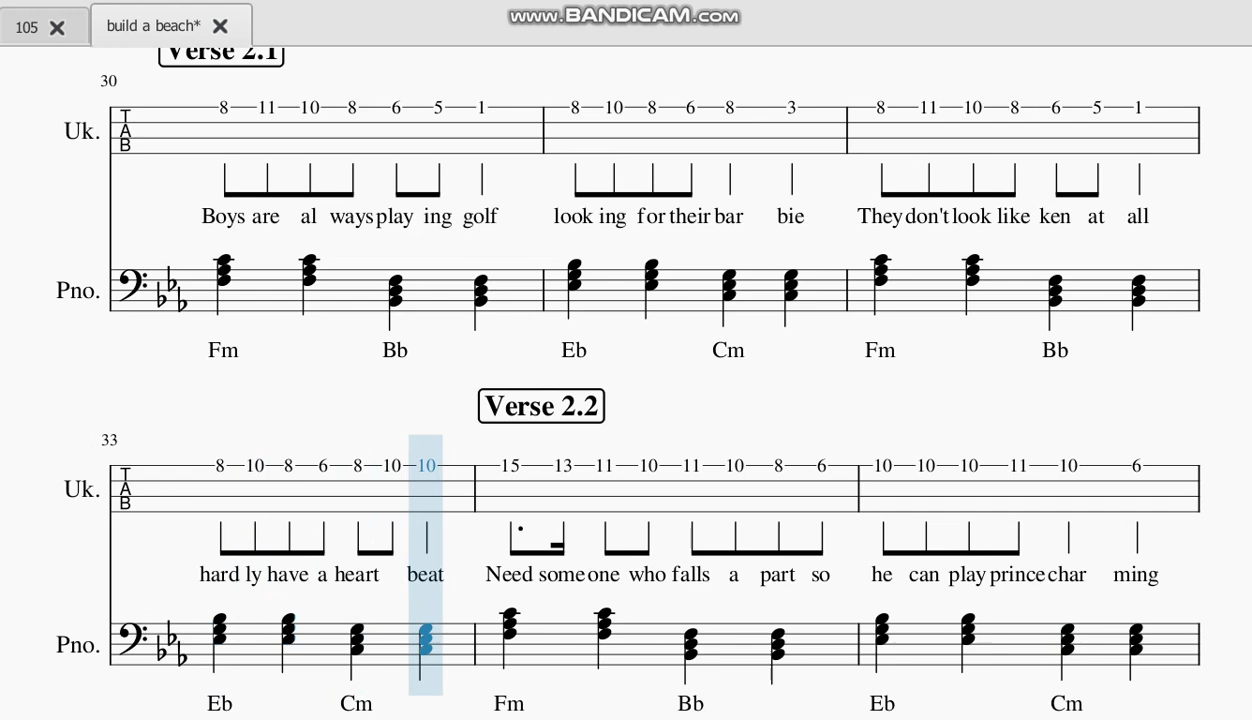 www.BANDICAM.com
105
build a beach*
Verse 2.1
30
8 11 10 8 6 5 1 8 10 8 6 8 3 8 11 10 8 6 5 1
Uk. TAB
Boys are al ways play ing golf look ing for their bar bie They don't look like ken at all
Pno.
Fm Bb Eb Cm Fm Bb
Verse 2.2
33
8 10 8 6 8 10 10 15 13 11 10 11 10 8 6 10 10 10 11 10 6
Uk. TAB
hard ly have a heart beat Need some one who falls a part so he can play prince char ming
Pno.
Eb Cm Fm Bb Eb Cm